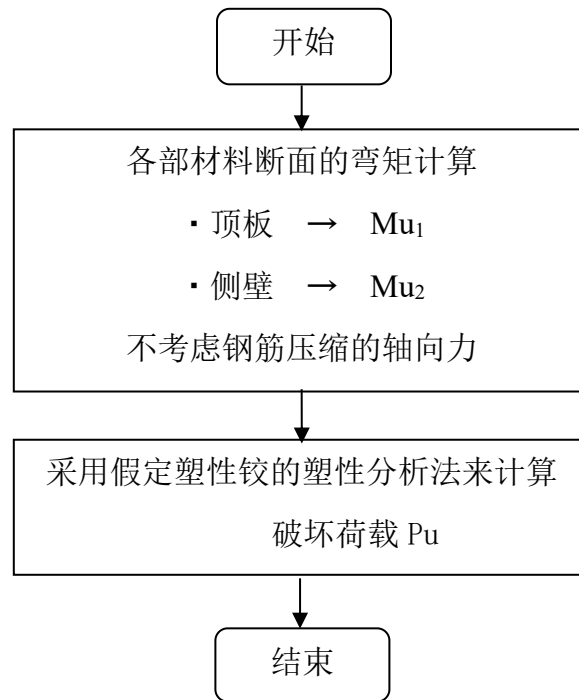 开始
各部材料断面的弯矩计算
▪顶板 → Mu₁
▪侧壁 → Mu₂
不考虑钢筋压缩的轴向力
采用假定塑性铰的塑性分析法来计算
破坏荷载 Pu
结束